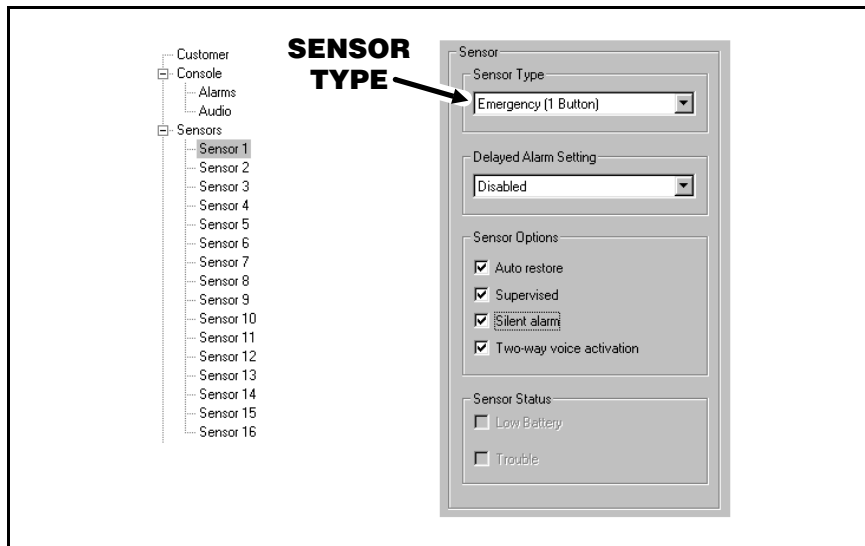 Customer
Console
Alarms
Audio
Sensors
Sensor 1
Sensor 2
Sensor 3
Sensor 4
Sensor 5
Sensor 6
Sensor 7
Sensor 8
Sensor 9
Sensor 10
Sensor 11
Sensor 12
Sensor 13
Sensor 14
Sensor 15
Sensor 16
SENSOR
TYPE
Sensor
Sensor Type
Emergency (1 Button)
Delayed Alarm Setting
Disabled
Sensor Options
Auto restore
Supervised
Silent alarm
Two-way voice activation
Sensor Status
Low Battery
Trouble